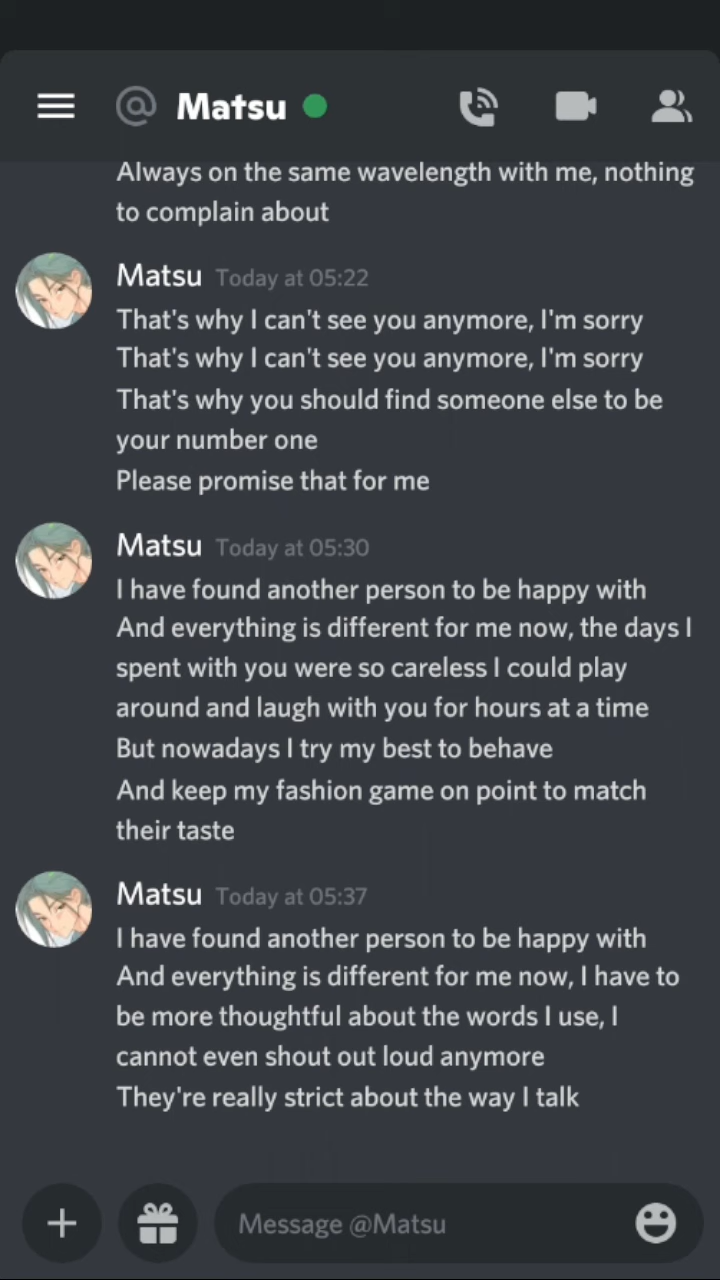 @ Matsu
Always on the same wavelength with me, nothing
to complain about
Matsu Today at 05:22
That's why I can't see you anymore, I'm sorry
That's why I can't see you anymore, I'm sorry
That's why you should find someone else to be
your number one
Please promise that for me
Matsu Today at 05:30
I have found another person to be happy with
And everything is different for me now, the days I
spent with you were so careless I could play
around and laugh with you for hours at a time
But nowadays I try my best to behave
And keep my fashion game on point to match
their taste
Matsu Today at 05:37
I have found another person to be happy with
And everything is different for me now, I have to
be more thoughtful about the words I use, I
cannot even shout out loud anymore
They're really strict about the way I talk
Message @Matsu